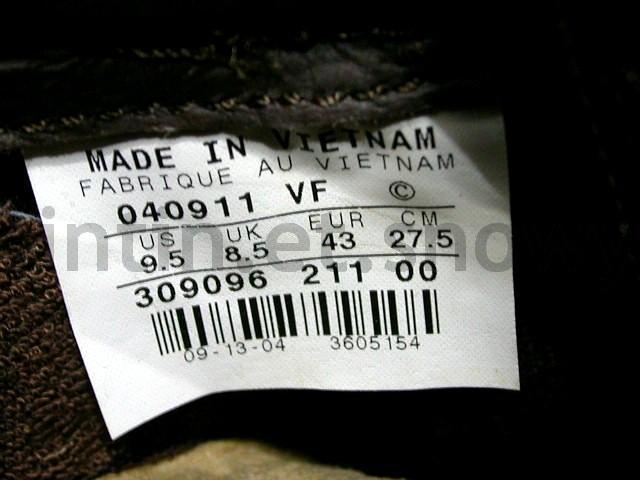 MADE IN VIETNAM
FABRIQUE AU VIETNAM
040911 VF ©
US UK EUR CM
9.5 8.5 43 27.5
309096 211 00
09-13-04 3605154